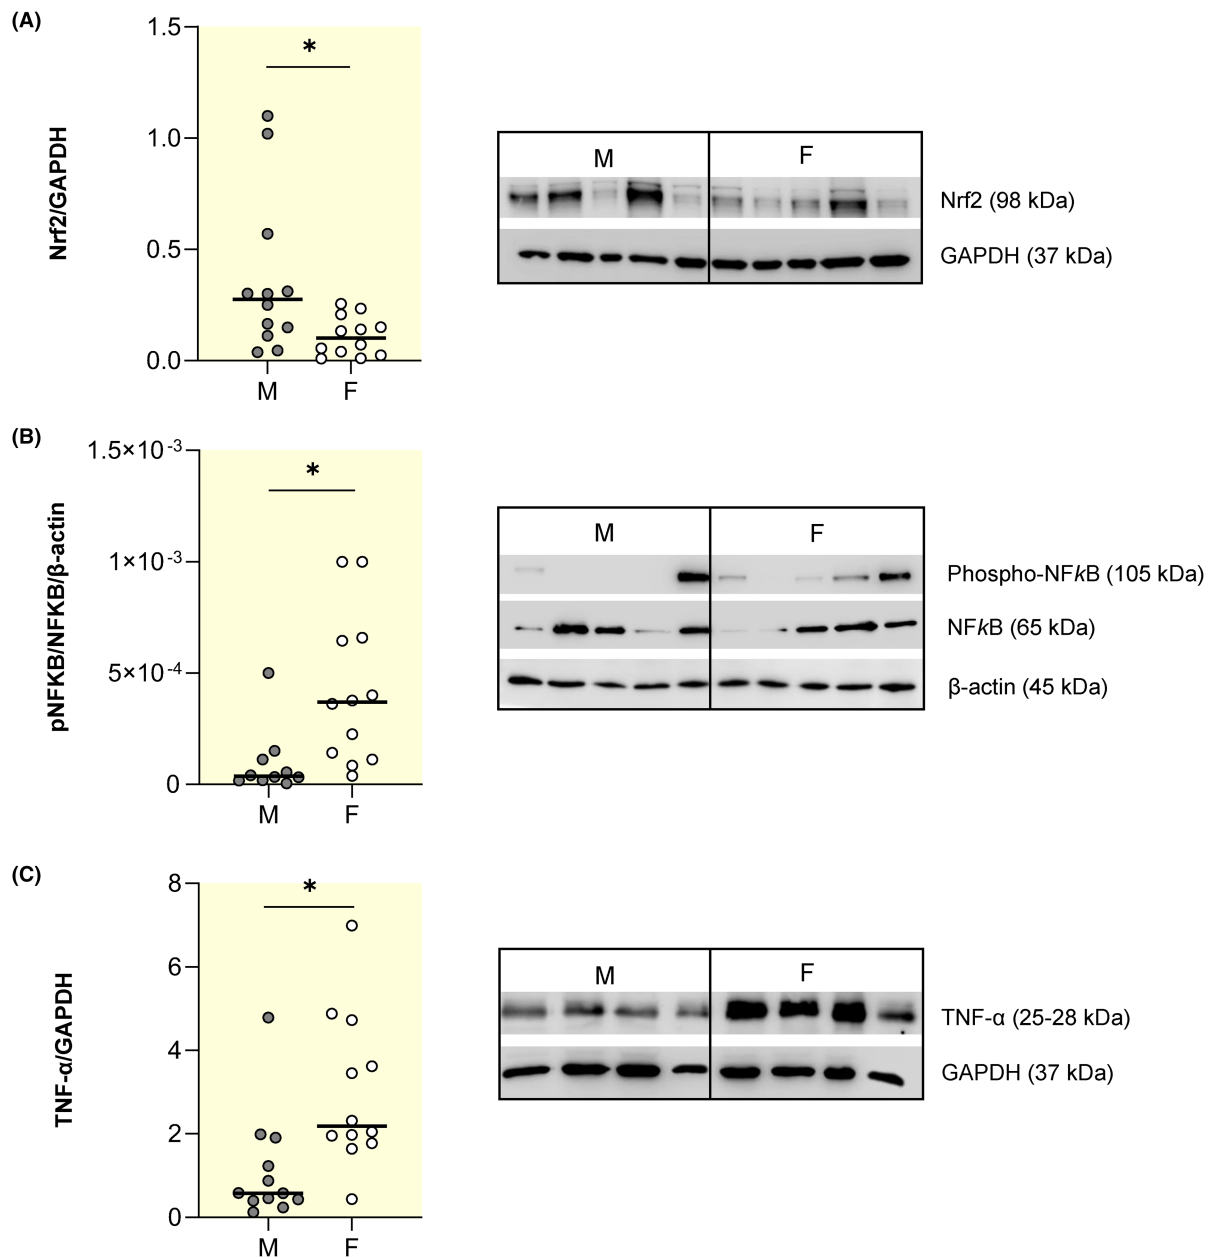 (A)
1.5
*
1.0
Nrf2/GAPDH
0.5
0.0
M F
M F
Nrf2 (98 kDa)
GAPDH (37 kDa)
(B)
1.5×10⁻³
*
1×10⁻³
pNFKB/NFKB/β-actin
5×10⁻⁴
0
M F
M F
Phospho-NFkB (105 kDa)
NFkB (65 kDa)
β-actin (45 kDa)
(C)
8
*
6
TNF-α/GAPDH
4
2
0
M F
M F
TNF-α (25-28 kDa)
GAPDH (37 kDa)